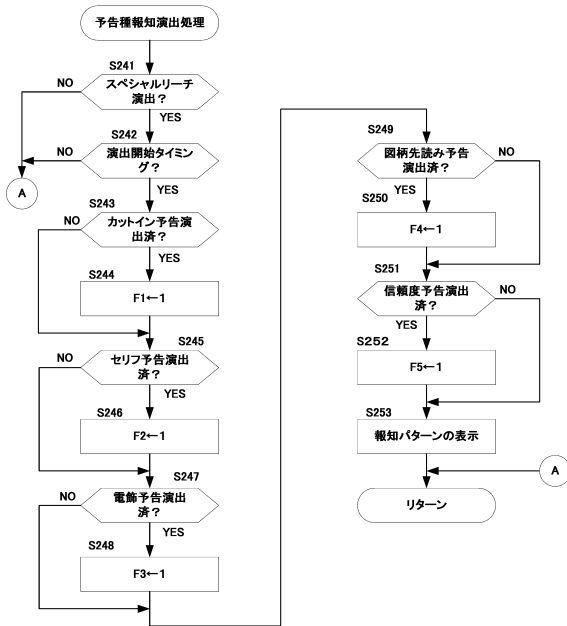 予告種報知演出処理
S241
スペシャルリーチ
演出？
NO
YES
S242
演出開始タイミン
グ？
NO
YES
A
S243
カットイン予告演
出済？
NO
YES
S244
F1←1
S245
セリフ予告演出
済？
NO
YES
S246
F2←1
S247
電飾予告演出
済？
NO
YES
S248
F3←1
S249
図柄先読み予告
演出済？
NO
YES
S250
F4←1
S251
信頼度予告演出
済？
NO
YES
S252
F5←1
S253
報知パターンの表示
A
リターン